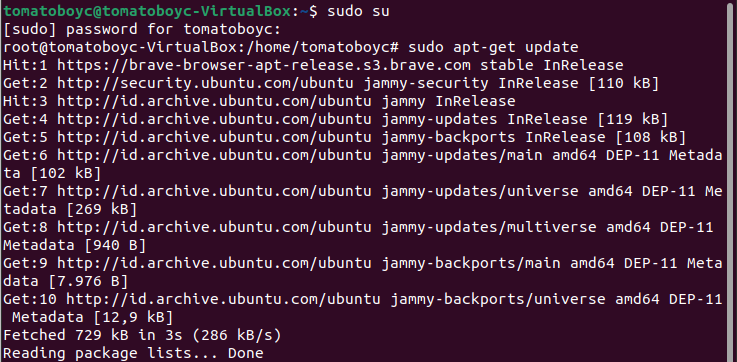 tomatoboyc@tomatoboyc-VirtualBox:~$ sudo su
[sudo] password for tomatoboyc:
root@tomatoboyc-VirtualBox:/home/tomatoboyc# sudo apt-get update
Hit:1 https://brave-browser-apt-release.s3.brave.com stable InRelease
Get:2 http://security.ubuntu.com/ubuntu jammy-security InRelease [110 kB]
Hit:3 http://id.archive.ubuntu.com/ubuntu jammy InRelease
Get:4 http://id.archive.ubuntu.com/ubuntu jammy-updates InRelease [119 kB]
Get:5 http://id.archive.ubuntu.com/ubuntu jammy-backports InRelease [108 kB]
Get:6 http://id.archive.ubuntu.com/ubuntu jammy-updates/main amd64 DEP-11 Metada
ta [102 kB]
Get:7 http://id.archive.ubuntu.com/ubuntu jammy-updates/universe amd64 DEP-11 Me
tadata [269 kB]
Get:8 http://id.archive.ubuntu.com/ubuntu jammy-updates/multiverse amd64 DEP-11
Metadata [940 B]
Get:9 http://id.archive.ubuntu.com/ubuntu jammy-backports/main amd64 DEP-11 Meta
data [7.976 B]
Get:10 http://id.archive.ubuntu.com/ubuntu jammy-backports/universe amd64 DEP-11
 Metadata [12,9 kB]
Fetched 729 kB in 3s (286 kB/s)
Reading package lists... Done